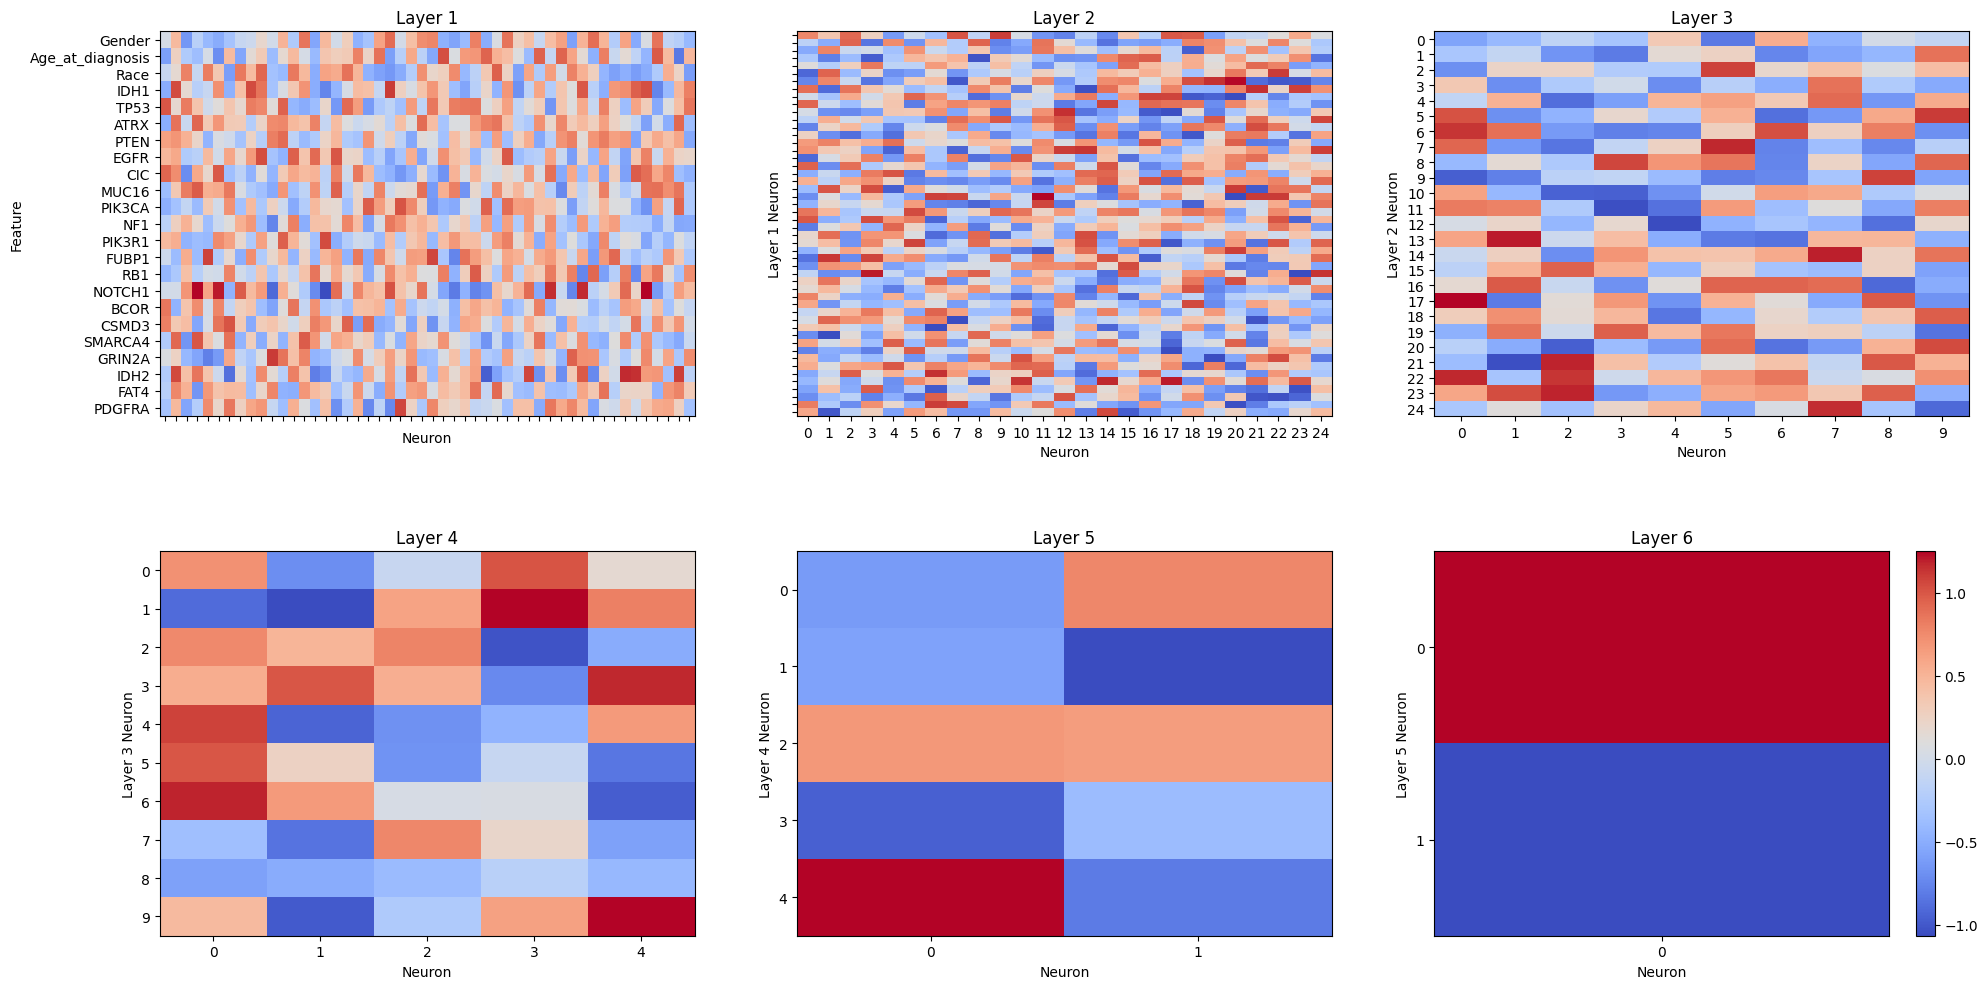 Layer 1
Gender
Age_at_diagnosis
Race
IDH1
TP53
ATRX
PTEN
EGFR
CIC
MUC16
PIK3CA
NF1
PIK3R1
FUBP1
RB1
NOTCH1
BCOR
CSMD3
SMARCA4
GRIN2A
IDH2
FAT4
PDGFRA
Feature
Neuron
Layer 2
Layer 1 Neuron
0 1 2 3 4 5 6 7 8 9 10 11 12 13 14 15 16 17 18 19 20 21 22 23 24
Neuron
Layer 3
0
1
2
3
4
5
6
7
8
9
10
11
12
13
14
15
16
17
18
19
20
21
22
23
24
Layer 2 Neuron
0 1 2 3 4 5 6 7 8 9
Neuron
Layer 4
0
1
2
3
4
5
6
7
8
9
Layer 3 Neuron
0 1 2 3 4
Neuron
Layer 5
0
1
2
3
4
Layer 4 Neuron
0 1
Neuron
Layer 6
0
1
Layer 5 Neuron
0
Neuron
1.0
0.5
0.0
−0.5
−1.0